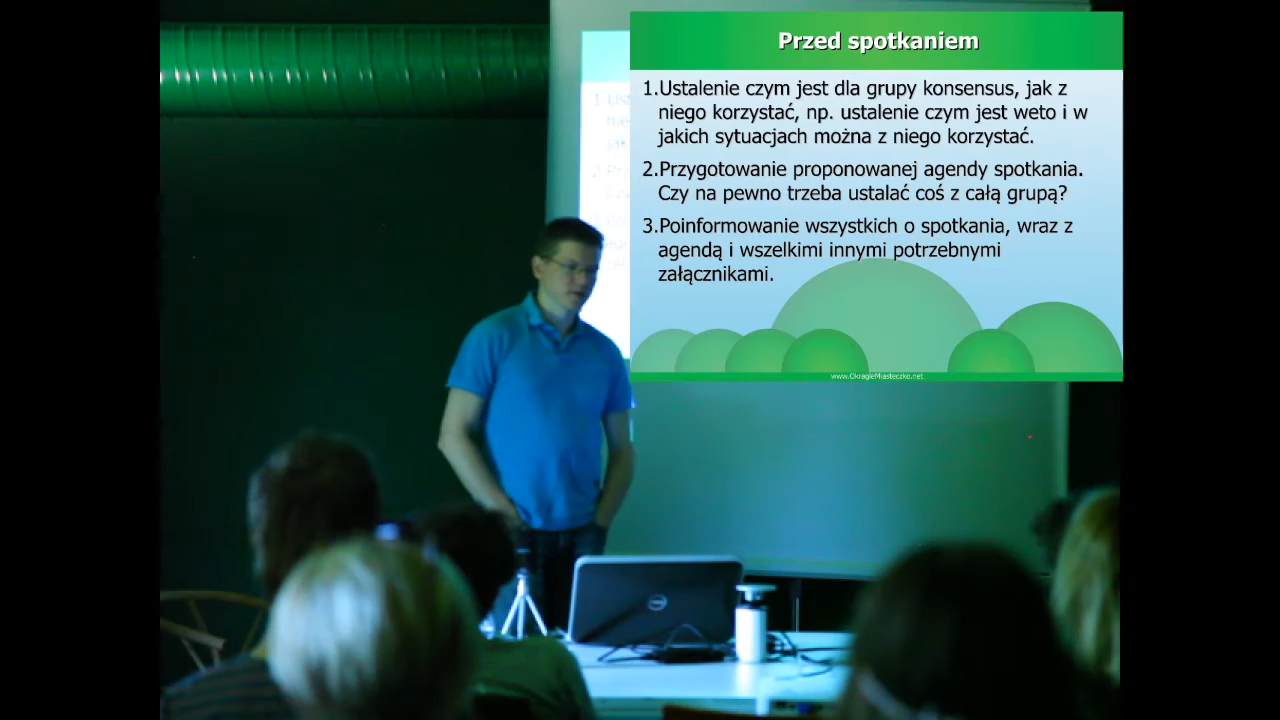 Przed spotkaniem
1.Ustalenie czym jest dla grupy konsensus, jak z
niego korzystać, np. ustalenie czym jest weto i w
jakich sytuacjach można z niego korzystać.
2.Przygotowanie proponowanej agendy spotkania.
Czy na pewno trzeba ustalać coś z całą grupą?
3.Poinformowanie wszystkich o spotkania, wraz z
agendą i wszelkimi innymi potrzebnymi
załącznikami.
www.OkragleMiasteczko.net
DELL